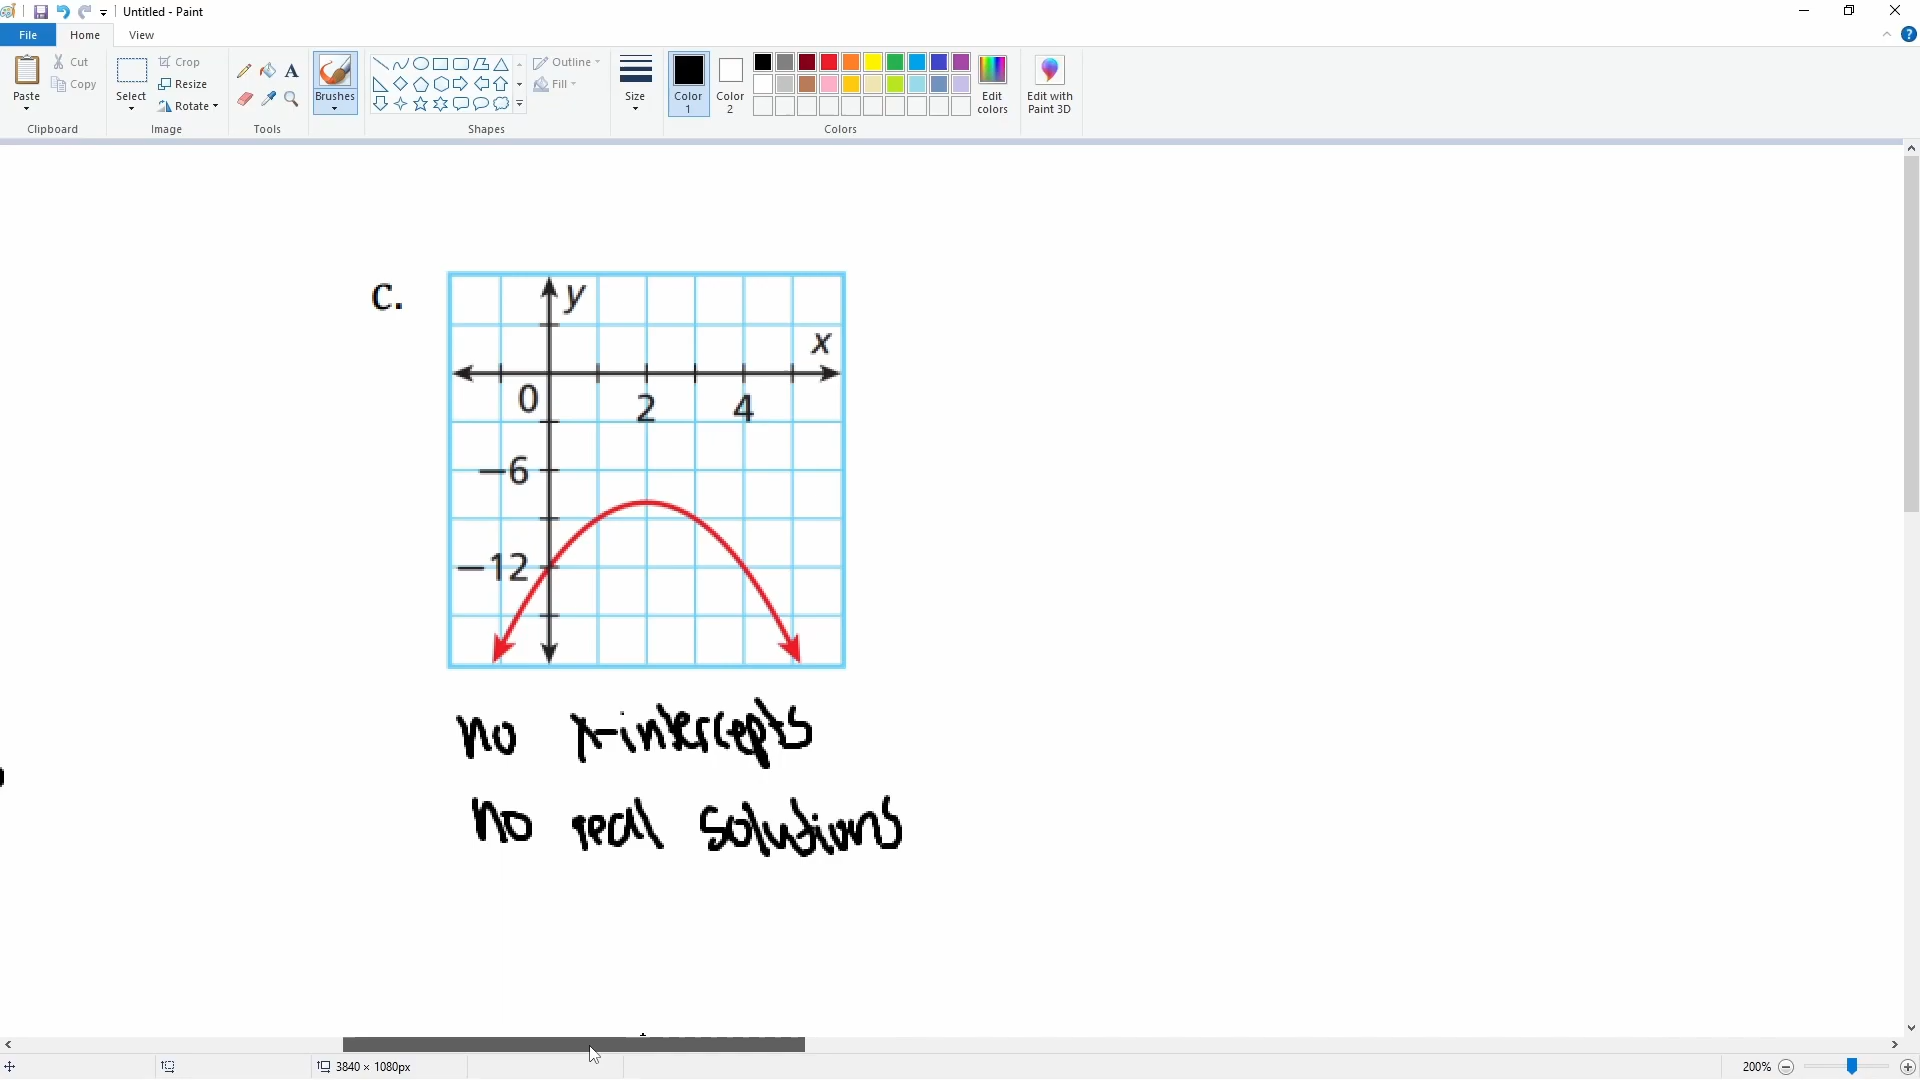 Untitled - Paint
File Home View
Paste
Cut
Copy
Clipboard
Select
Crop
Resize
Rotate
Image
A
Tools
Brushes
Shapes
Outline
Fill
Size
Color 1
Color 2
Colors
Edit colors
Edit with Paint 3D
?
C.
y
x
0 2 4
−6
−12
no x-intercepts
no real solutions
3840 × 1080px
200%